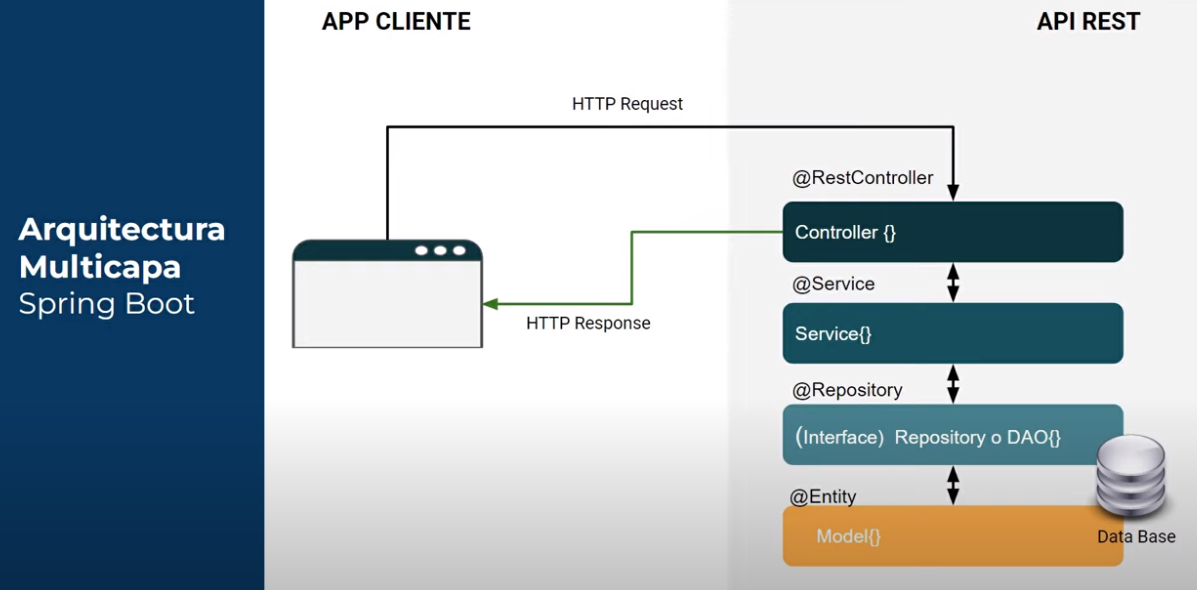 APP CLIENTE
API REST
HTTP Request
@RestController
Arquitectura
Multicapa
Spring Boot
Controller {}
@Service
HTTP Response
Service{}
@Repository
(Interface)  Repository o DAO{}
@Entity
Model{}
Data Base